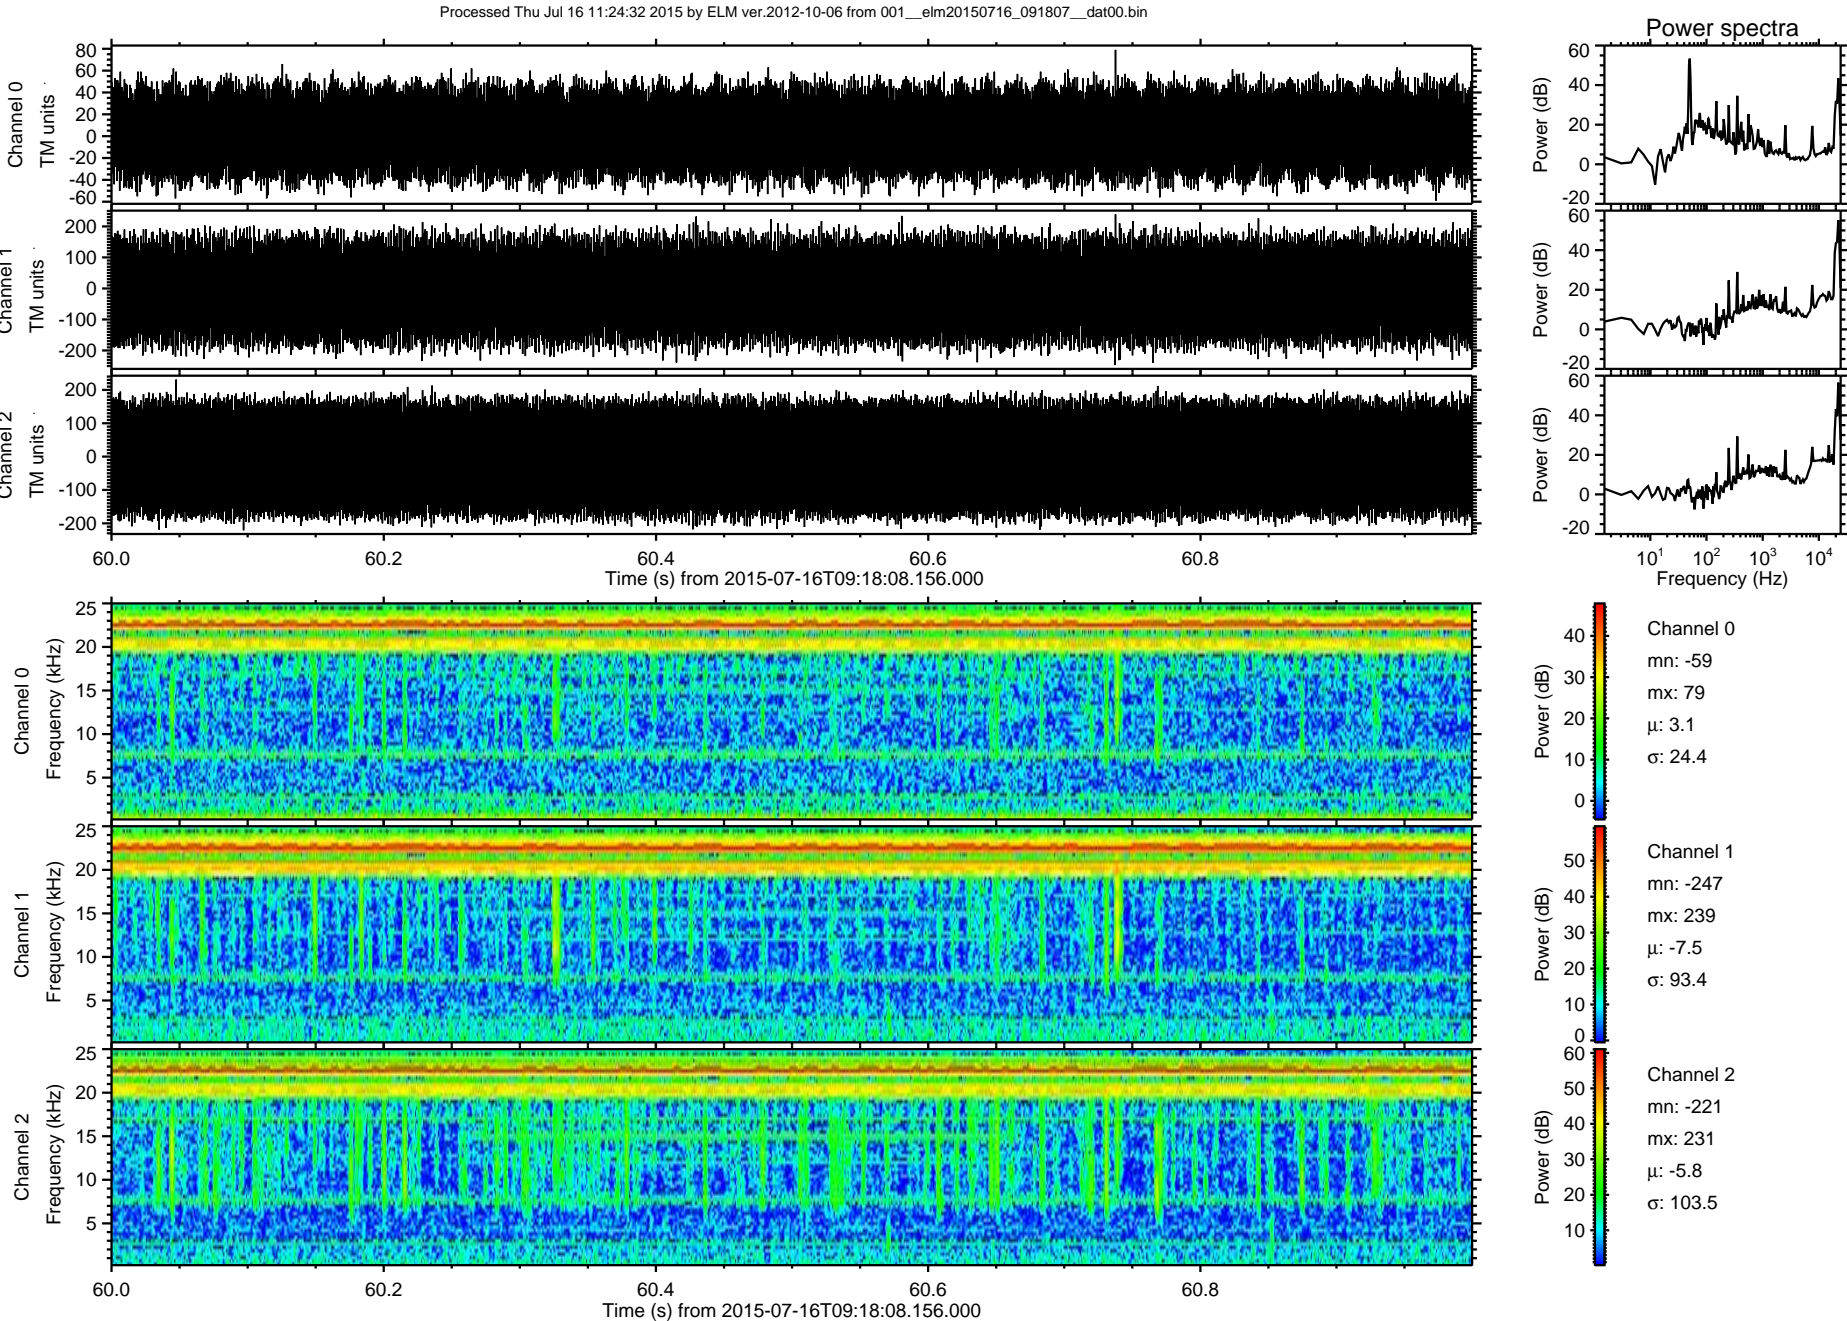 Processed Thu Jul 16 11:24:32 2015 by ELM ver.2012-10-06 from 001__elm20150716_091807__dat00.bin
Power spectra
Channel 0
TM units
80
60
40
20
0
-20
-40
-60
Power (dB)
60
40
20
0
-20
Channel 1
TM units
200
100
0
-100
-200
Power (dB)
60
40
20
0
-20
Channel 2
TM units
200
100
0
-100
-200
Power (dB)
60
40
20
0
-20
60.0 60.2 60.4 60.6 60.8
Time (s) from 2015-07-16T09:18:08.156.000
10^1 10^2 10^3 10^4
Frequency (Hz)
Channel 0
Frequency (kHz)
25
20
15
10
5
Power (dB)
40
30
20
10
0
Channel 0
mn: -59
mx: 79
μ: 3.1
σ: 24.4
Channel 1
Frequency (kHz)
25
20
15
10
5
Power (dB)
50
40
30
20
10
0
Channel 1
mn: -247
mx: 239
μ: -7.5
σ: 93.4
Channel 2
Frequency (kHz)
25
20
15
10
5
Power (dB)
60
50
40
30
20
10
Channel 2
mn: -221
mx: 231
μ: -5.8
σ: 103.5
60.0 60.2 60.4 60.6 60.8
Time (s) from 2015-07-16T09:18:08.156.000